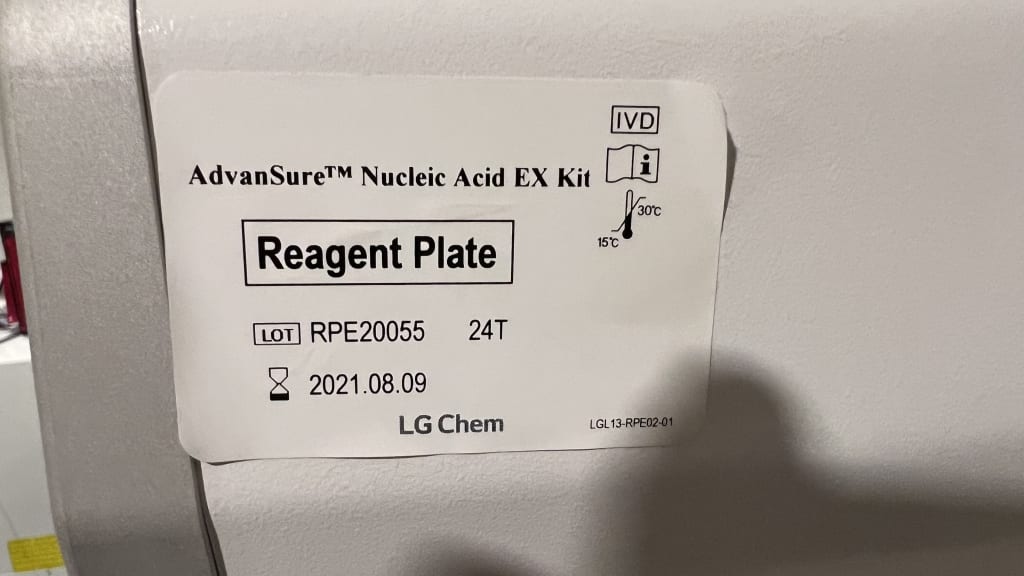 IVD
i
AdvanSure™ Nucleic Acid EX Kit
30℃
15℃
Reagent Plate
LOT RPE20055 24T
2021.08.09
LG Chem
LGL13-RPE02-01